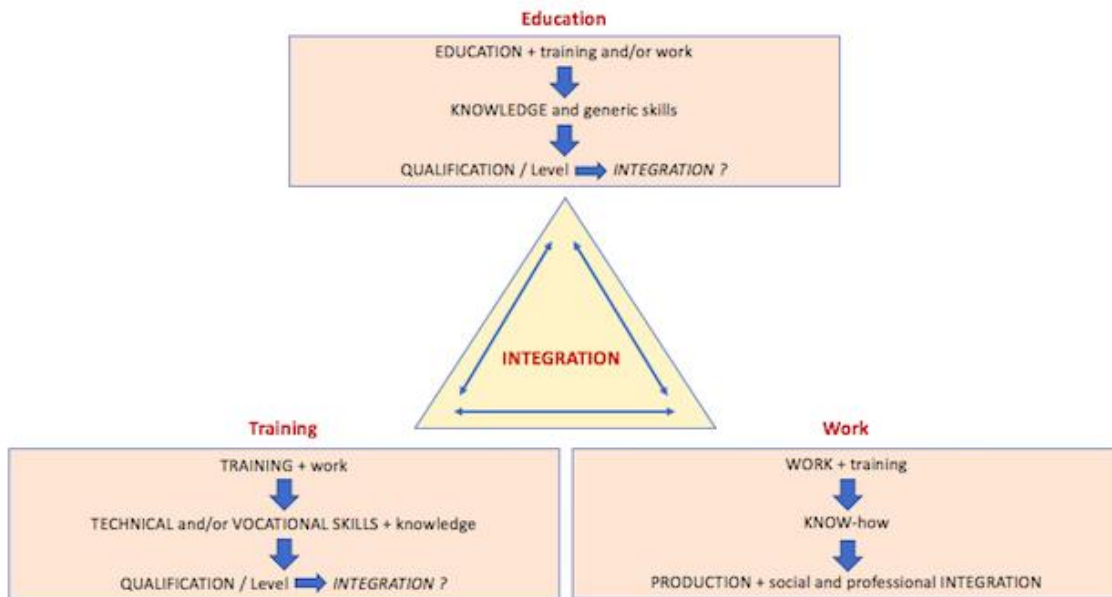 Education
EDUCATION + training and/or work
KNOWLEDGE and generic skills
QUALIFICATION / Level INTEGRATION ?
INTEGRATION
Training
TRAINING + work
TECHNICAL and/or VOCATIONAL SKILLS + knowledge
QUALIFICATION / Level INTEGRATION ?
Work
WORK + training
KNOW-how
PRODUCTION + social and professional INTEGRATION